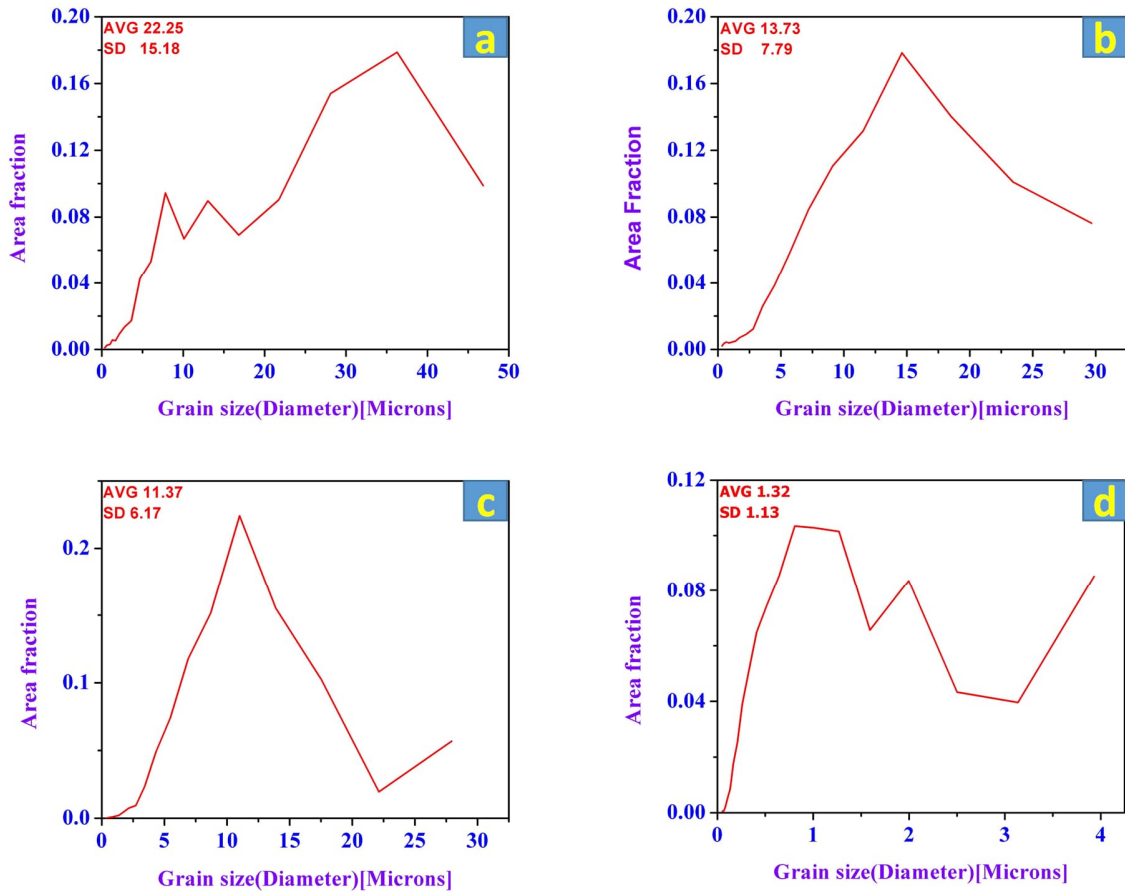 AVG 22.25
SD 15.18
a
0.20
0.16
0.12
0.08
0.04
0.00
Area fraction
0 10 20 30 40 50
Grain size(Diameter)[Microns]
AVG 13.73
SD 7.79
b
0.20
0.16
0.12
0.08
0.04
0.00
Area Fraction
0 5 10 15 20 25 30
Grain size(Diameter)[microns]
AVG 11.37
SD 6.17
c
0.2
0.1
0.0
Area fraction
0 5 10 15 20 25 30
Grain size(Diameter)[Microns]
AVG 1.32
SD 1.13
d
0.12
0.08
0.04
0.00
Area fraction
0 1 2 3 4
Grain size(Diameter)[Microns]